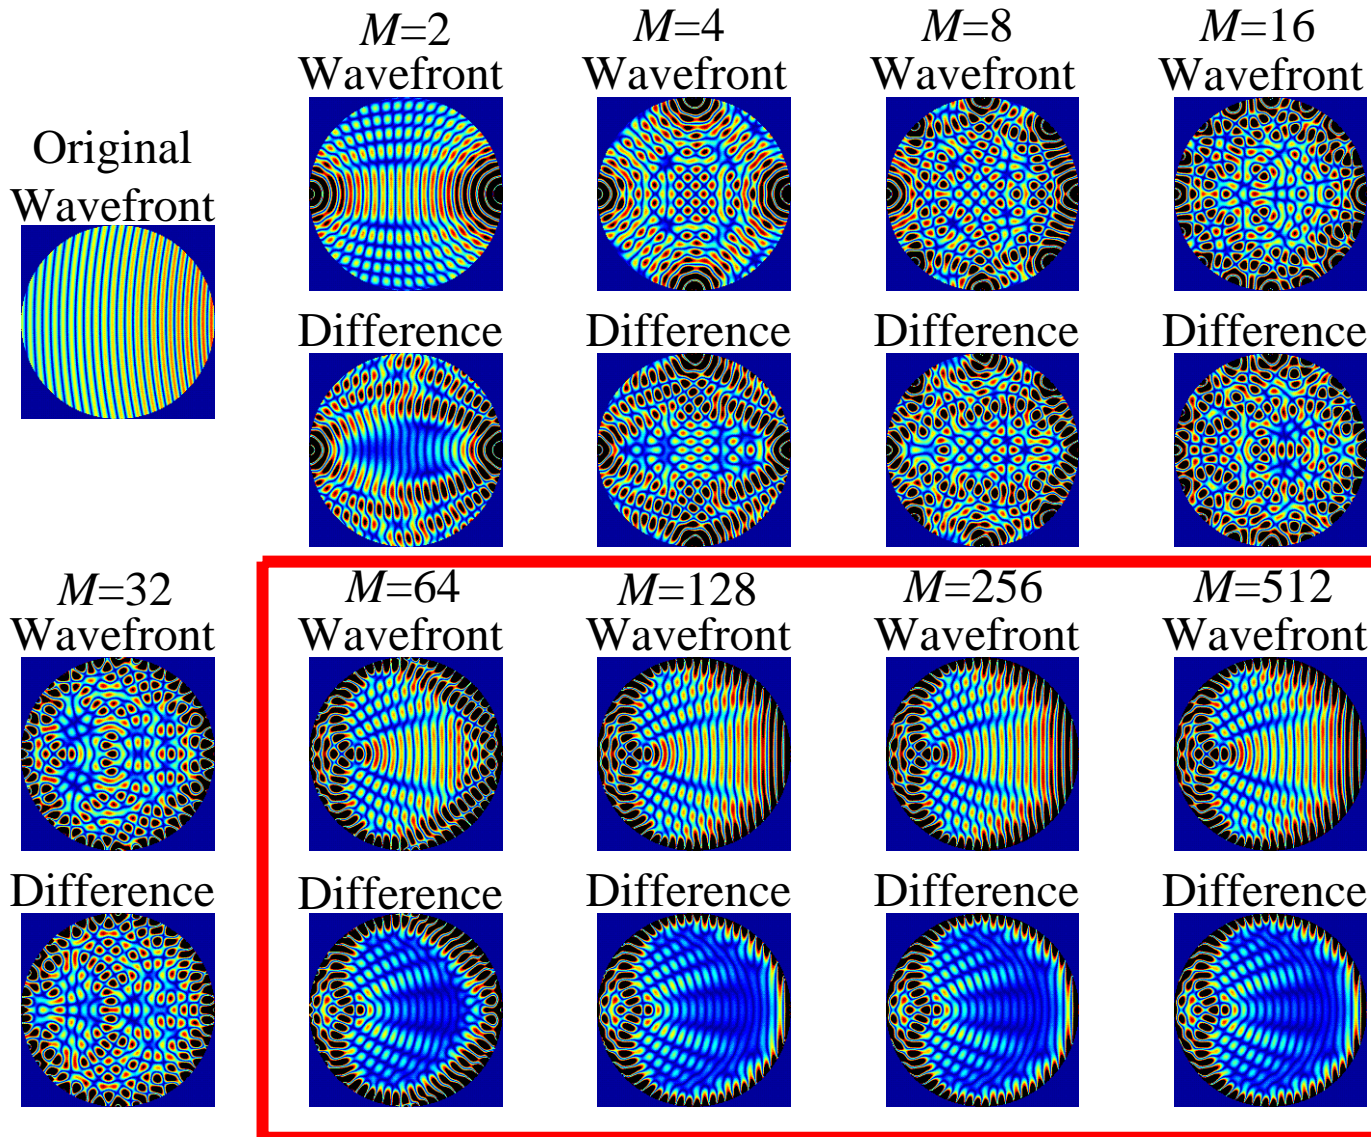 Original
Wavefront
M=2
Wavefront
Difference
M=4
Wavefront
Difference
M=8
Wavefront
Difference
M=16
Wavefront
Difference
M=32
Wavefront
Difference
M=64
Wavefront
Difference
M=128
Wavefront
Difference
M=256
Wavefront
Difference
M=512
Wavefront
Difference